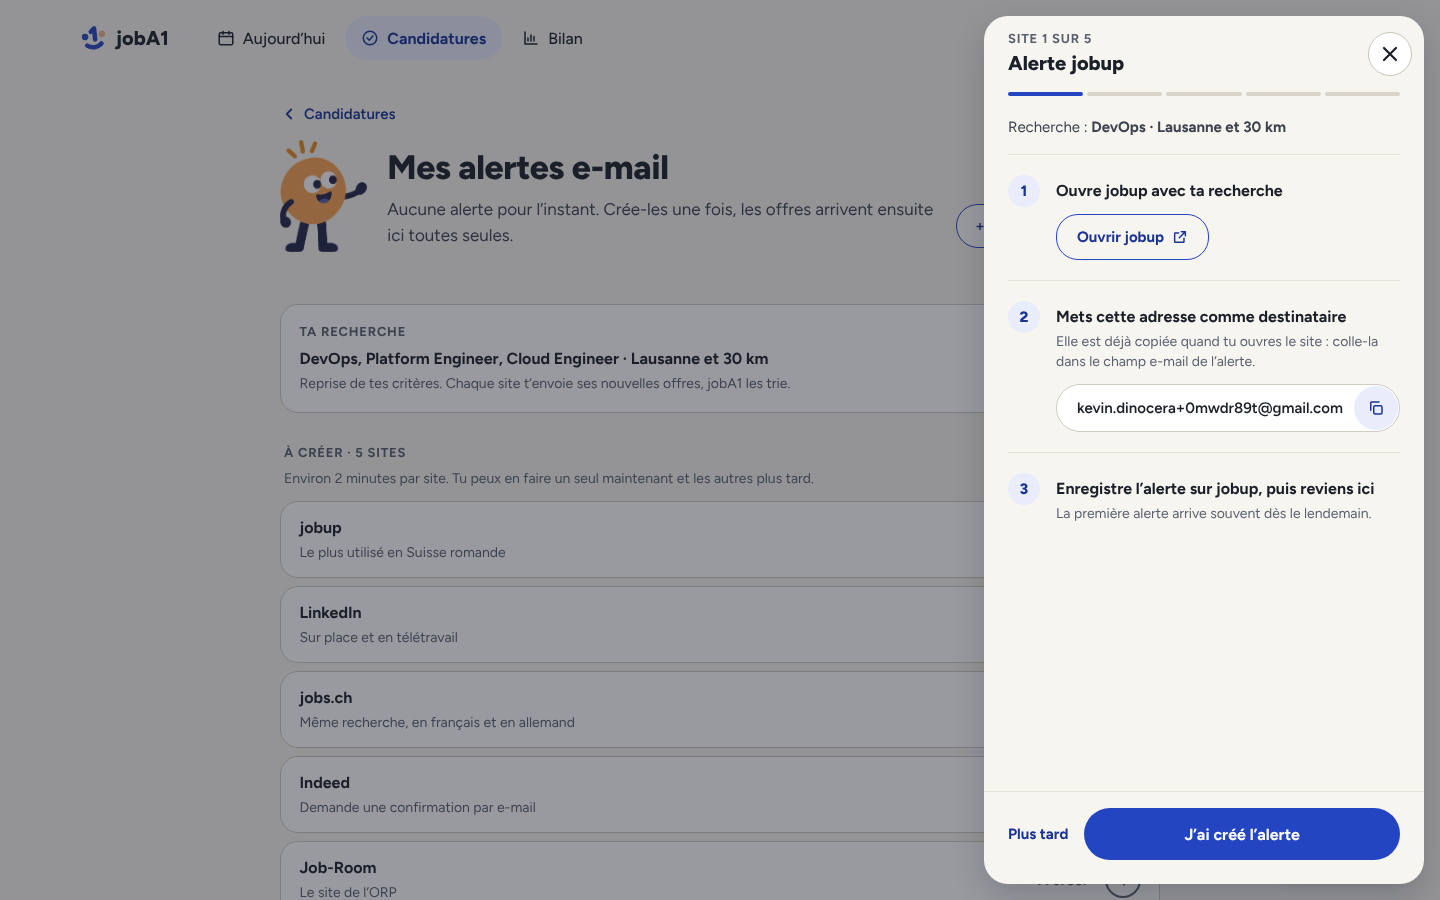 jobA1
Aujourd’hui
Candidatures
Bilan
Candidatures
Mes alertes e-mail
Aucune alerte pour l’instant. Crée-les une fois, les offres arrivent ensuite
ici toutes seules.
+
TA RECHERCHE
DevOps, Platform Engineer, Cloud Engineer · Lausanne et 30 km
Reprise de tes critères. Chaque site t’envoie ses nouvelles offres, jobA1 les trie.
À CRÉER · 5 SITES
Environ 2 minutes par site. Tu peux en faire un seul maintenant et les autres plus tard.
jobup
Le plus utilisé en Suisse romande
LinkedIn
Sur place et en télétravail
jobs.ch
Même recherche, en français et en allemand
Indeed
Demande une confirmation par e-mail
Job-Room
Le site de l’ORP
SITE 1 SUR 5
Alerte jobup
Recherche : DevOps · Lausanne et 30 km
1
Ouvre jobup avec ta recherche
Ouvrir jobup
2
Mets cette adresse comme destinataire
Elle est déjà copiée quand tu ouvres le site : colle-la
dans le champ e-mail de l’alerte.
kevin.dinocera+0mwdr89t@gmail.com
3
Enregistre l’alerte sur jobup, puis reviens ici
La première alerte arrive souvent dès le lendemain.
Plus tard
J’ai créé l’alerte